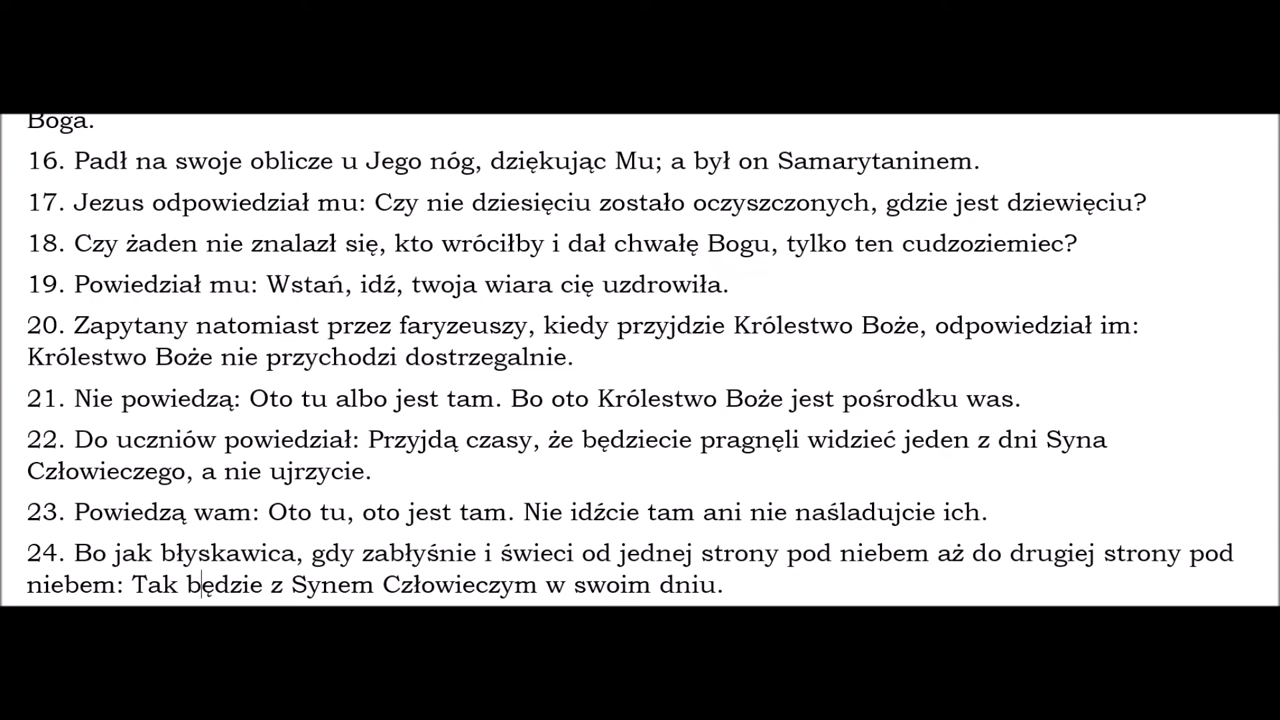 Boga.
16. Padł na swoje oblicze u Jego nóg, dziękując Mu; a był on Samarytaninem.
17. Jezus odpowiedział mu: Czy nie dziesięciu zostało oczyszczonych, gdzie jest dziewięciu?
18. Czy żaden nie znalazł się, kto wróciłby i dał chwałę Bogu, tylko ten cudzoziemiec?
19. Powiedział mu: Wstań, idź, twoja wiara cię uzdrowiła.
20. Zapytany natomiast przez faryzeuszy, kiedy przyjdzie Królestwo Boże, odpowiedział im:
Królestwo Boże nie przychodzi dostrzegalnie.
21. Nie powiedzą: Oto tu albo jest tam. Bo oto Królestwo Boże jest pośrodku was.
22. Do uczniów powiedział: Przyjdą czasy, że będziecie pragnęli widzieć jeden z dni Syna
Człowieczego, a nie ujrzycie.
23. Powiedzą wam: Oto tu, oto jest tam. Nie idźcie tam ani nie naśladujcie ich.
24. Bo jak błyskawica, gdy zabłyśnie i świeci od jednej strony pod niebem aż do drugiej strony pod
niebem: Tak będzie z Synem Człowieczym w swoim dniu.